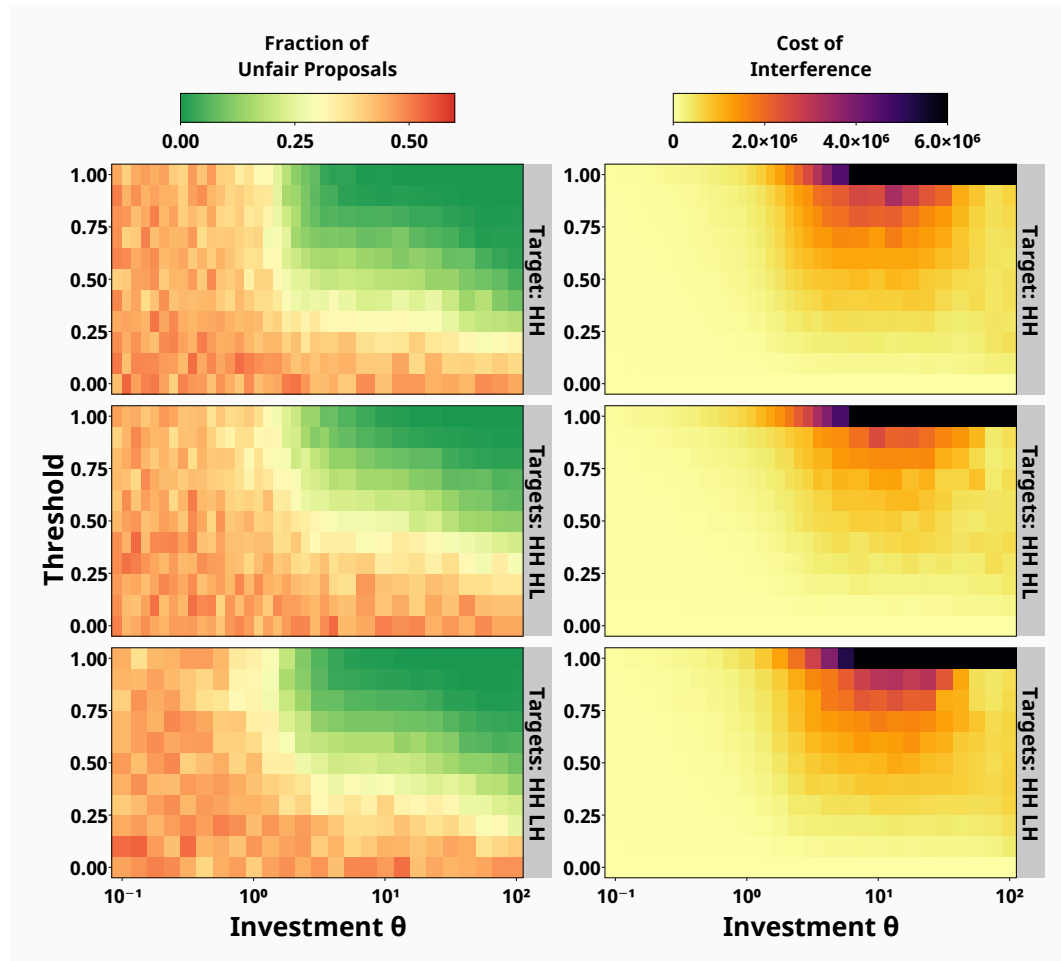 Fraction of
Unfair Proposals
0.00 0.25 0.50
Cost of
Interference
0 2.0×10⁶ 4.0×10⁶ 6.0×10⁶
Threshold
1.00
0.75
0.50
0.25
0.00
Target: HH
1.00
0.75
0.50
0.25
0.00
Target: HH
1.00
0.75
0.50
0.25
0.00
Targets: HH HL
1.00
0.75
0.50
0.25
0.00
Targets: HH HL
1.00
0.75
0.50
0.25
0.00
Targets: HH LH
1.00
0.75
0.50
0.25
0.00
Targets: HH LH
10⁻¹ 10⁰ 10¹ 10²
Investment θ
10⁻¹ 10⁰ 10¹ 10²
Investment θ